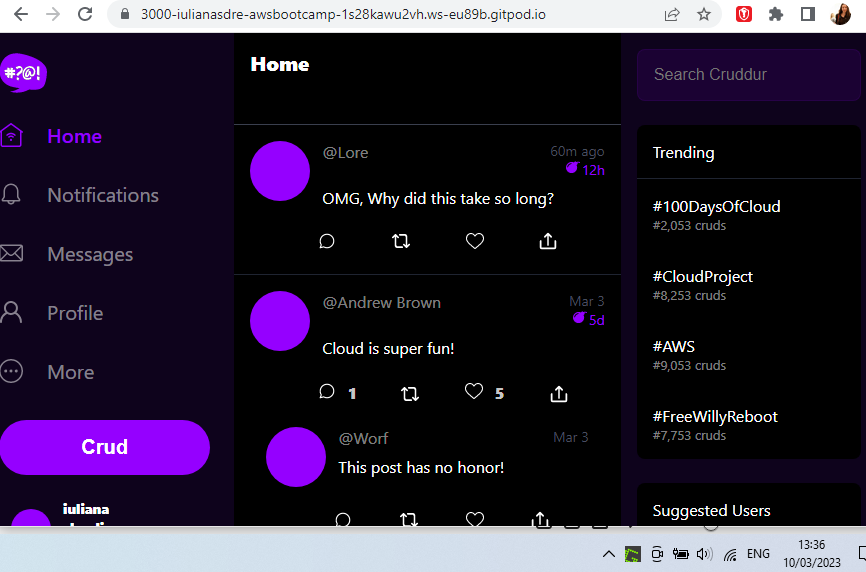 3000-iulianasdre-awsbootcamp-1s28kawu2vh.ws-eu89b.gitpod.io
#?@!
Home
Notifications
Messages
Profile
More
Crud
iuliana
Home
@Lore
60m ago
12h
OMG, Why did this take so long?
@Andrew Brown
Mar 3
5d
Cloud is super fun!
1
5
@Worf
Mar 3
This post has no honor!
Search Cruddur
Trending
#100DaysOfCloud
#2,053 cruds
#CloudProject
#8,253 cruds
#AWS
#9,053 cruds
#FreeWillyReboot
#7,753 cruds
Suggested Users
ENG
13:36
10/03/2023